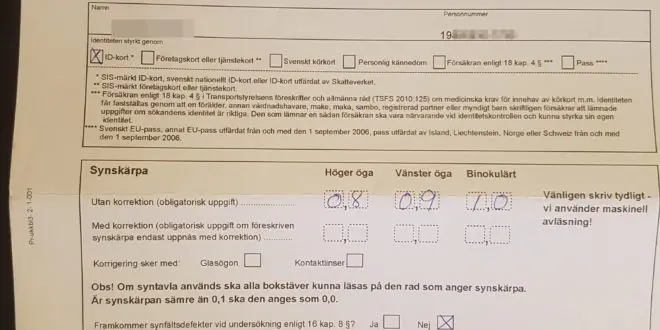 Namn
Personnummer
19
Identiteten styrkt genom
ID-kort * Företagskort eller tjänstekort ** Svenskt körkort Personlig kännedom Försäkran enligt 18 kap. 4 § *** Pass ****
* SIS-märkt ID-kort, svenskt nationellt ID-kort eller ID-kort utfärdat av Skatteverket.
** SIS-märkt företagskort eller tjänstekort.
*** Försäkran enligt 18 kap. 4 § i Transportstyrelsens föreskrifter och allmänna råd (TSFS 2010:125) om medicinska krav för innehav av körkort m.m. Identiteten
får fastställas genom att en förälder, annan vårdnadshavare, make, maka, sambo, registrerad partner eller myndigt barn skriftligen försäkrar att lämnade
uppgifter om sökandens identitet är riktiga. Den som lämnar en sådan försäkran ska vara närvarande vid identitetskontrollen och kunna styrka sin egen
identitet.
**** Svenskt EU-pass, annat EU-pass utfärdat från och med den 1 september 2006, pass utfärdat av Island, Liechtenstein, Norge eller Schweiz från och med
den 1 september 2006.
Synskärpa Höger öga Vänster öga Binokulärt
Utan korrektion (obligatorisk uppgift) 0,8 0,9 1,0
Vänligen skriv tydligt -
vi använder maskinell
avläsning!
Med korrektion (obligatorisk uppgift om föreskriven
synskärpa endast uppnås med korrektion) , , ,
Korrigering sker med: Glasögon Kontaktlinser
Obs! Om syntavla används ska alla bokstäver kunna läsas på den rad som anger synskärpa.
Är synskärpan sämre än 0,1 ska den anges som 0,0.
Framkommer synfältsdefekter vid undersökning enligt 16 kap. 8 §? Ja Nej